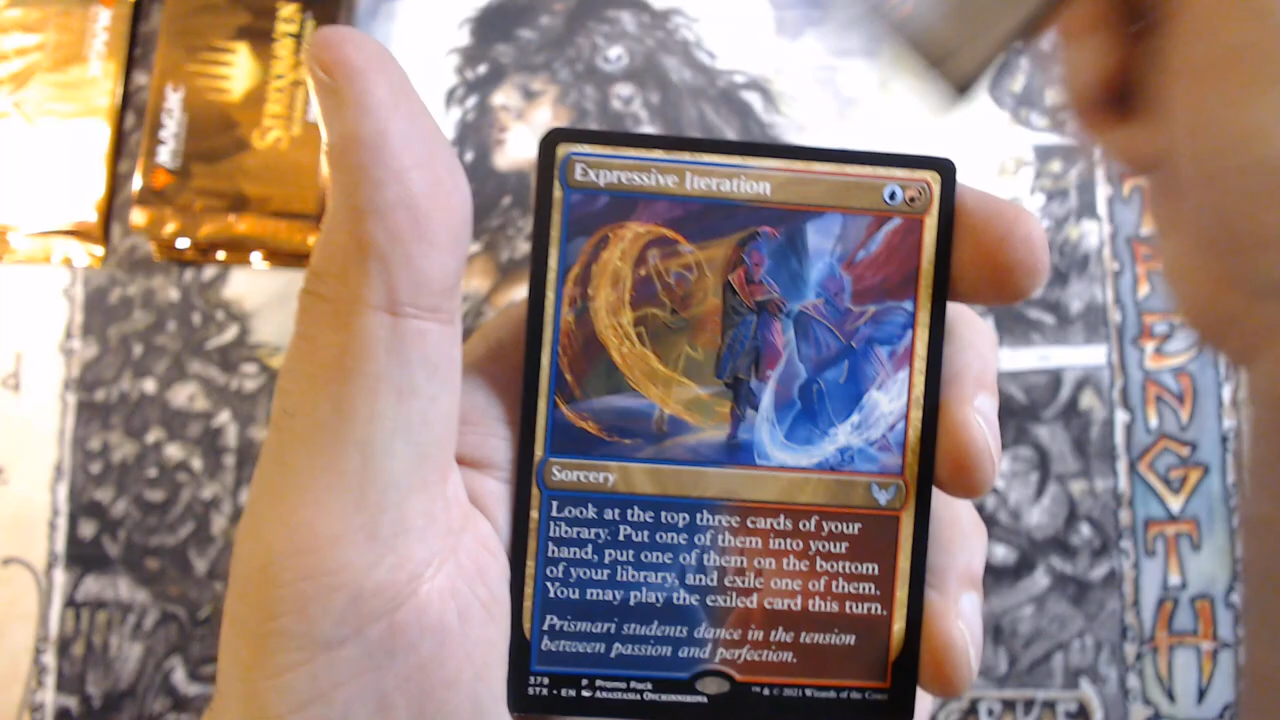 MAGIC
STRIXHAVEN
Expressive Iteration
Sorcery
Look at the top three cards of your
library. Put one of them into your
hand, put one of them on the bottom
of your library, and exile one of them.
You may play the exiled card this turn.
Prismari students dance in the tension
between passion and perfection.
379 P Promo Pack
STX • EN ANASTASIA OVCHINNIKOVA
™ & © 2021 Wizards of the Coast
TRENGTH